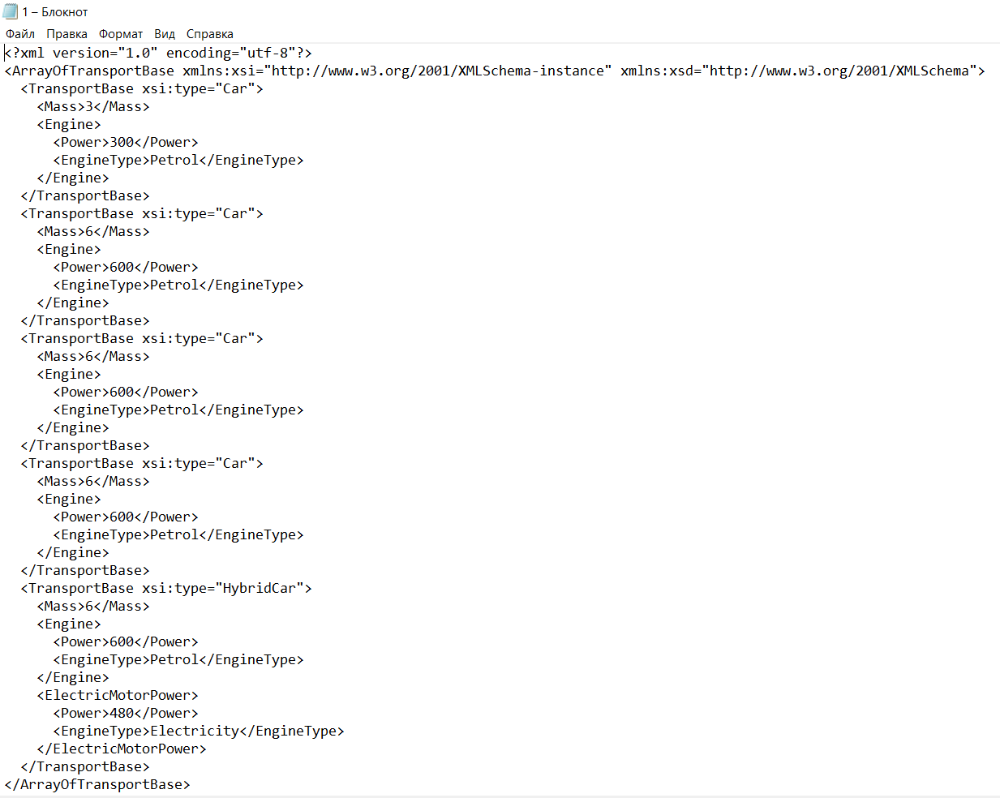 1 – Блокнот
Файл Правка Формат Вид Справка
<?xml version="1.0" encoding="utf-8"?>
<ArrayOfTransportBase xmlns:xsi="http://www.w3.org/2001/XMLSchema-instance" xmlns:xsd="http://www.w3.org/2001/XMLSchema">
  <TransportBase xsi:type="Car">
    <Mass>3</Mass>
    <Engine>
      <Power>300</Power>
      <EngineType>Petrol</EngineType>
    </Engine>
  </TransportBase>
  <TransportBase xsi:type="Car">
    <Mass>6</Mass>
    <Engine>
      <Power>600</Power>
      <EngineType>Petrol</EngineType>
    </Engine>
  </TransportBase>
  <TransportBase xsi:type="Car">
    <Mass>6</Mass>
    <Engine>
      <Power>600</Power>
      <EngineType>Petrol</EngineType>
    </Engine>
  </TransportBase>
  <TransportBase xsi:type="Car">
    <Mass>6</Mass>
    <Engine>
      <Power>600</Power>
      <EngineType>Petrol</EngineType>
    </Engine>
  </TransportBase>
  <TransportBase xsi:type="HybridCar">
    <Mass>6</Mass>
    <Engine>
      <Power>600</Power>
      <EngineType>Petrol</EngineType>
    </Engine>
    <ElectricMotorPower>
      <Power>480</Power>
      <EngineType>Electricity</EngineType>
    </ElectricMotorPower>
  </TransportBase>
</ArrayOfTransportBase>